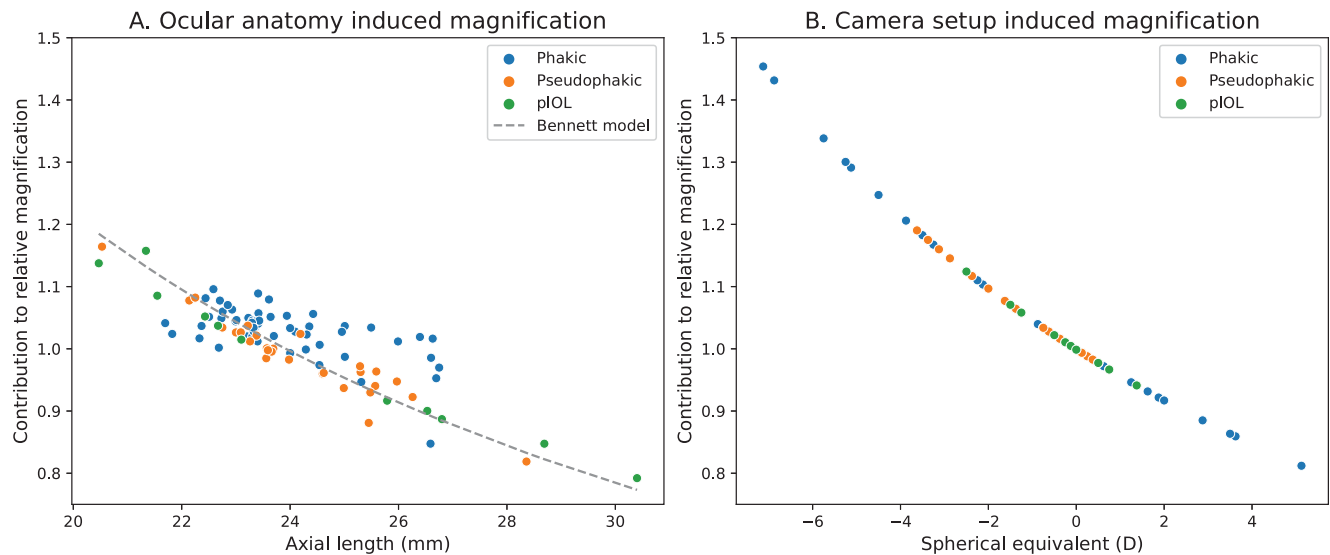 A. Ocular anatomy induced magnification
Contribution to relative magnification
1.5
1.4
1.3
1.2
1.1
1.0
0.9
0.8
Phakic
Pseudophakic
pIOL
Bennett model
20
22
24
26
28
30
Axial length (mm)
B. Camera setup induced magnification
Contribution to relative magnification
1.5
1.4
1.3
1.2
1.1
1.0
0.9
0.8
Phakic
Pseudophakic
pIOL
−6
−4
−2
0
2
4
Spherical equivalent (D)